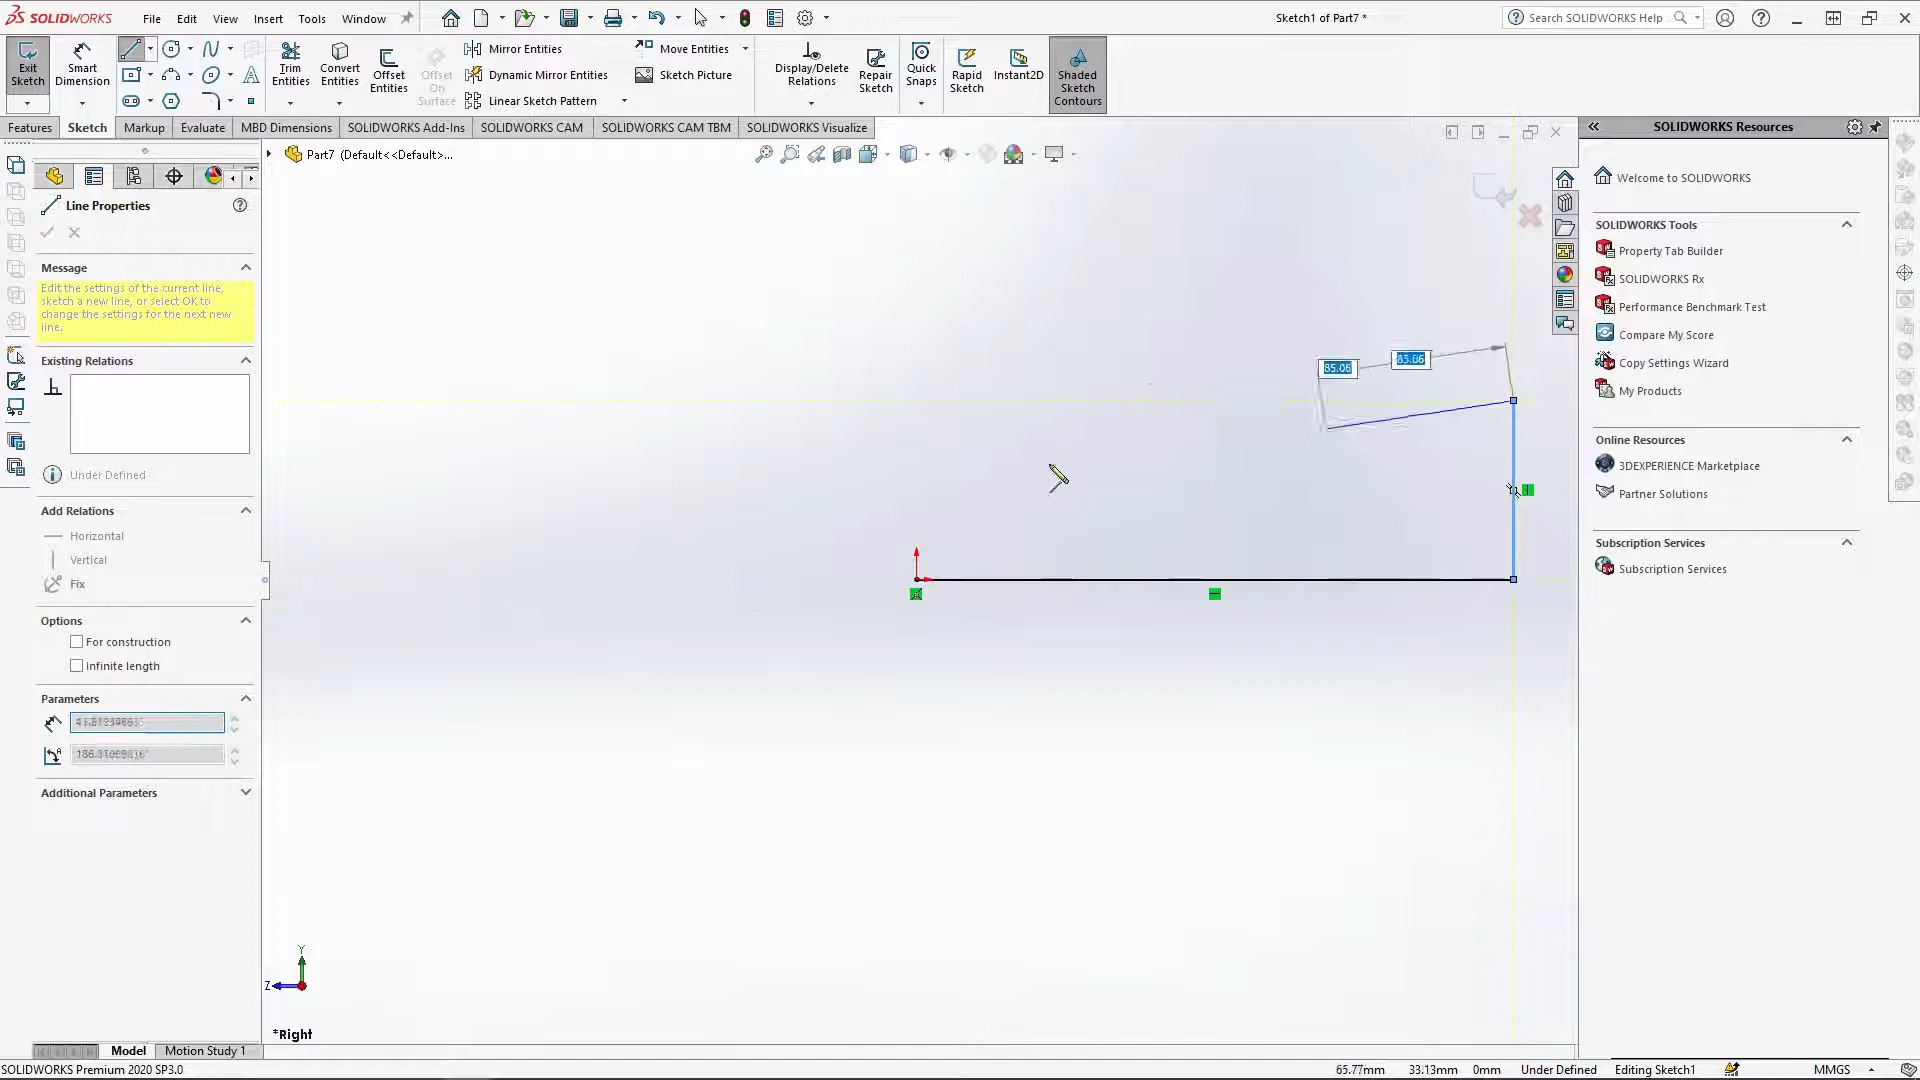 SOLIDWORKS File Edit View Insert Tools Window Sketch1 of Part7 * Search SOLIDWORKS Help
Exit Sketch
Smart Dimension
Trim Entities
Convert Entities
Offset Entities
Offset On Surface
Mirror Entities
Dynamic Mirror Entities
Linear Sketch Pattern
Move Entities
Sketch Picture
Display/Delete Relations
Repair Sketch
Quick Snaps
Rapid Sketch
Instant2D
Shaded Sketch Contours
Features Sketch Markup Evaluate MBD Dimensions SOLIDWORKS Add-Ins SOLIDWORKS CAM SOLIDWORKS CAM TBM SOLIDWORKS Visualize
Part7 (Default<<Default>...
Line Properties
Message
Edit the settings of the current line,
sketch a new line, or select OK to
change the settings for the next new
line.
Existing Relations
Under Defined
Add Relations
Horizontal
Vertical
Fix
Options
For construction
Infinite length
Parameters
Additional Parameters
85.06
Y
Z
*Right
SOLIDWORKS Resources
Welcome to SOLIDWORKS
SOLIDWORKS Tools
Property Tab Builder
SOLIDWORKS Rx
Performance Benchmark Test
Compare My Score
Copy Settings Wizard
My Products
Online Resources
3DEXPERIENCE Marketplace
Partner Solutions
Subscription Services
Subscription Services
Model Motion Study 1
SOLIDWORKS Premium 2020 SP3.0 65.77mm 33.13mm 0mm Under Defined Editing Sketch1 MMGS